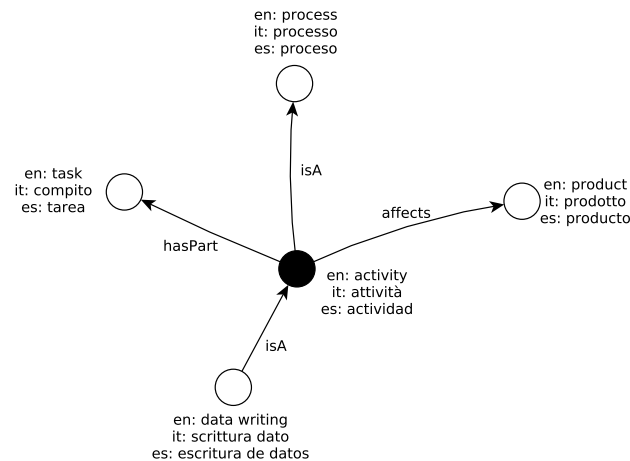 en: process
it: processo
es: proceso
isA
en: task
it: compito
es: tarea
en: product
it: prodotto
es: producto
affects
hasPart
en: activity
it: attività
es: actividad
isA
en: data writing
it: scrittura dato
es: escritura de datos